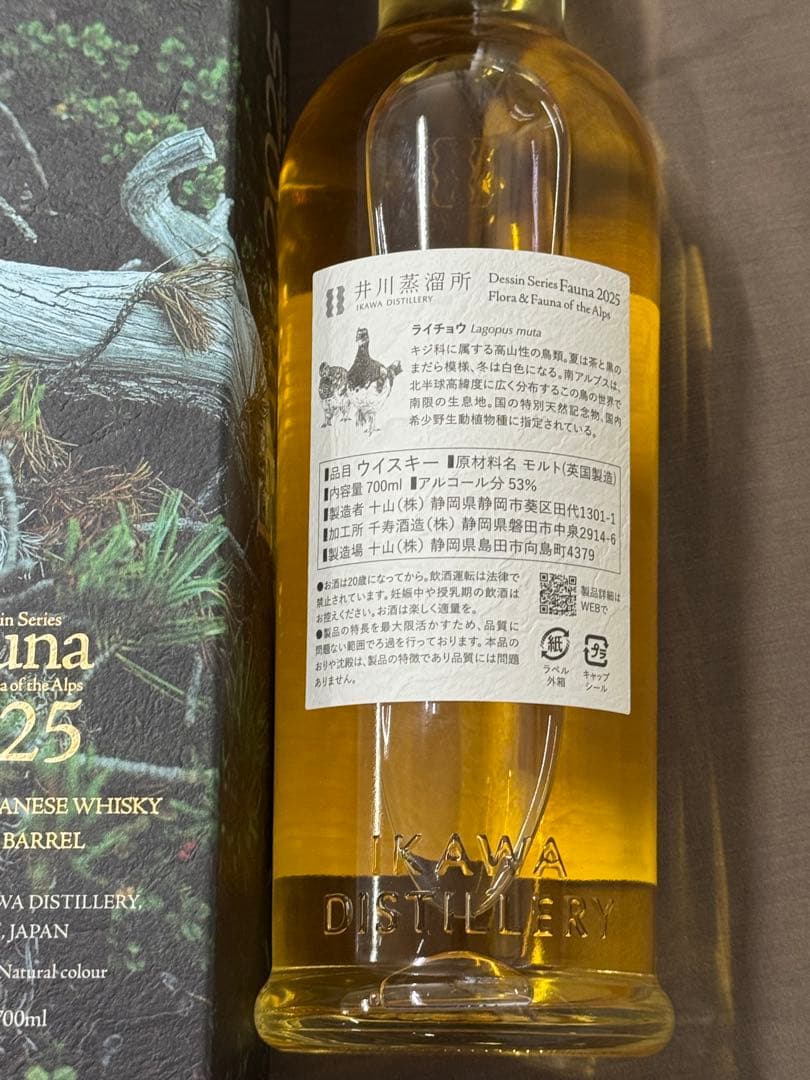 井川蒸溜所
IKAWA DISTILLERY
Dessin Series Fauna 2025
Flora & Fauna of the Alps
ライチョウ Lagopus muta
キジ科に属する高山性の鳥類。夏は茶と黒の
まだら模様、冬は白色になる。南アルプスは、
北半球高緯度に広く分布するこの鳥の世界で
南限の生息地。国の特別天然記念物、国内
希少野生動植物種に指定されている。
▮品目 ウイスキー ▮原材料名 モルト(英国製造)
▮内容量 700ml ▮アルコール分 53%
▮製造者 十山(株) 静岡県静岡市葵区田代1301-1
▮加工所 千寿酒造(株) 静岡県磐田市中泉2914-6
▮製造場 十山(株) 静岡県島田市向島町4379
●お酒は20歳になってから。飲酒運転は法律で
禁止されています。妊娠中や授乳期の飲酒は
お控えください。お酒は楽しく適量を。
●製品の特長を最大限活かすため、品質に
問題ない範囲でろ過を行っております。本品の
おりや沈殿は、製品の特徴であり品質には問題
ありません。
製品詳細は
WEBで
紙
ラベル
外箱
プラ
キャップ
シール
IKAWA
DISTILLERY
in Series
una
a of the Alps
25
ANESE WHISKY
BARREL
WA DISTILLERY,
, JAPAN
Natural colour
700ml